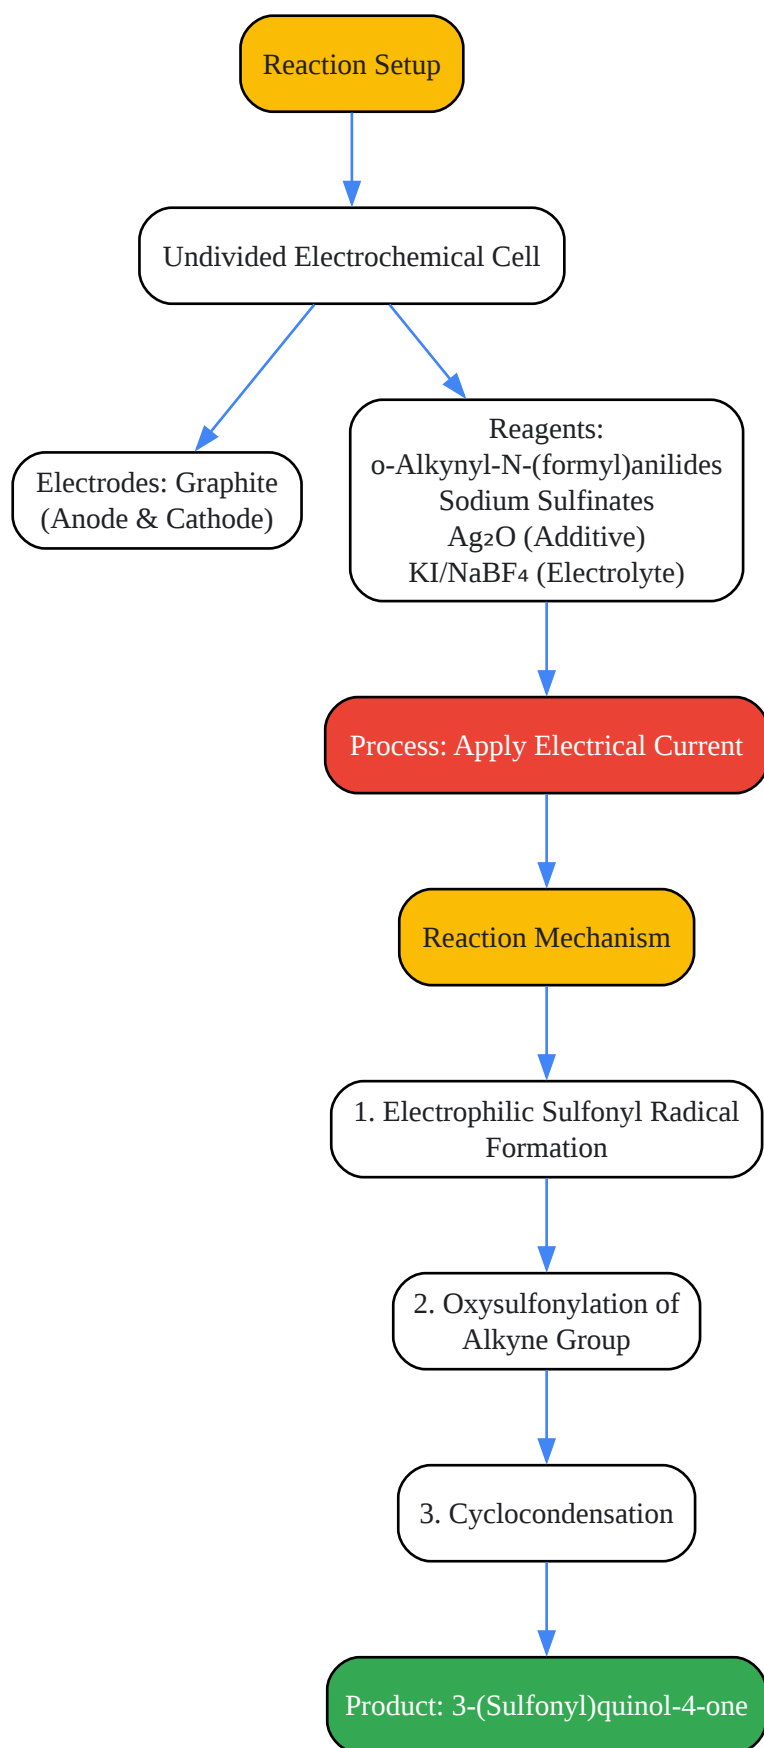 Reaction Setup
Undivided Electrochemical Cell
Electrodes: Graphite
(Anode & Cathode)
Reagents:
o-Alkynyl-N-(formyl)anilides
Sodium Sulfinates
Ag₂O (Additive)
KI/NaBF₄ (Electrolyte)
Process: Apply Electrical Current
Reaction Mechanism
1. Electrophilic Sulfonyl Radical
Formation
2. Oxysulfonylation of
Alkyne Group
3. Cyclocondensation
Product: 3-(Sulfonyl)quinol-4-one